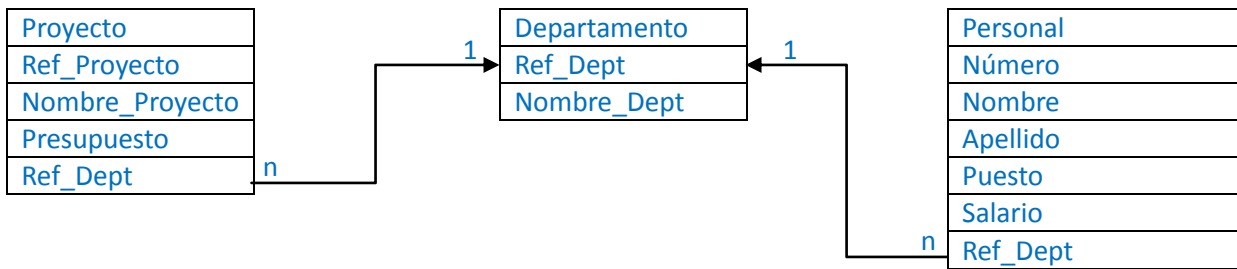 Proyecto
Ref_Proyecto
Nombre_Proyecto
Presupuesto
Ref_Dept
n
1
Departamento
Ref_Dept
Nombre_Dept
1
Personal
Número
Nombre
Apellido
Puesto
Salario
n
Ref_Dept